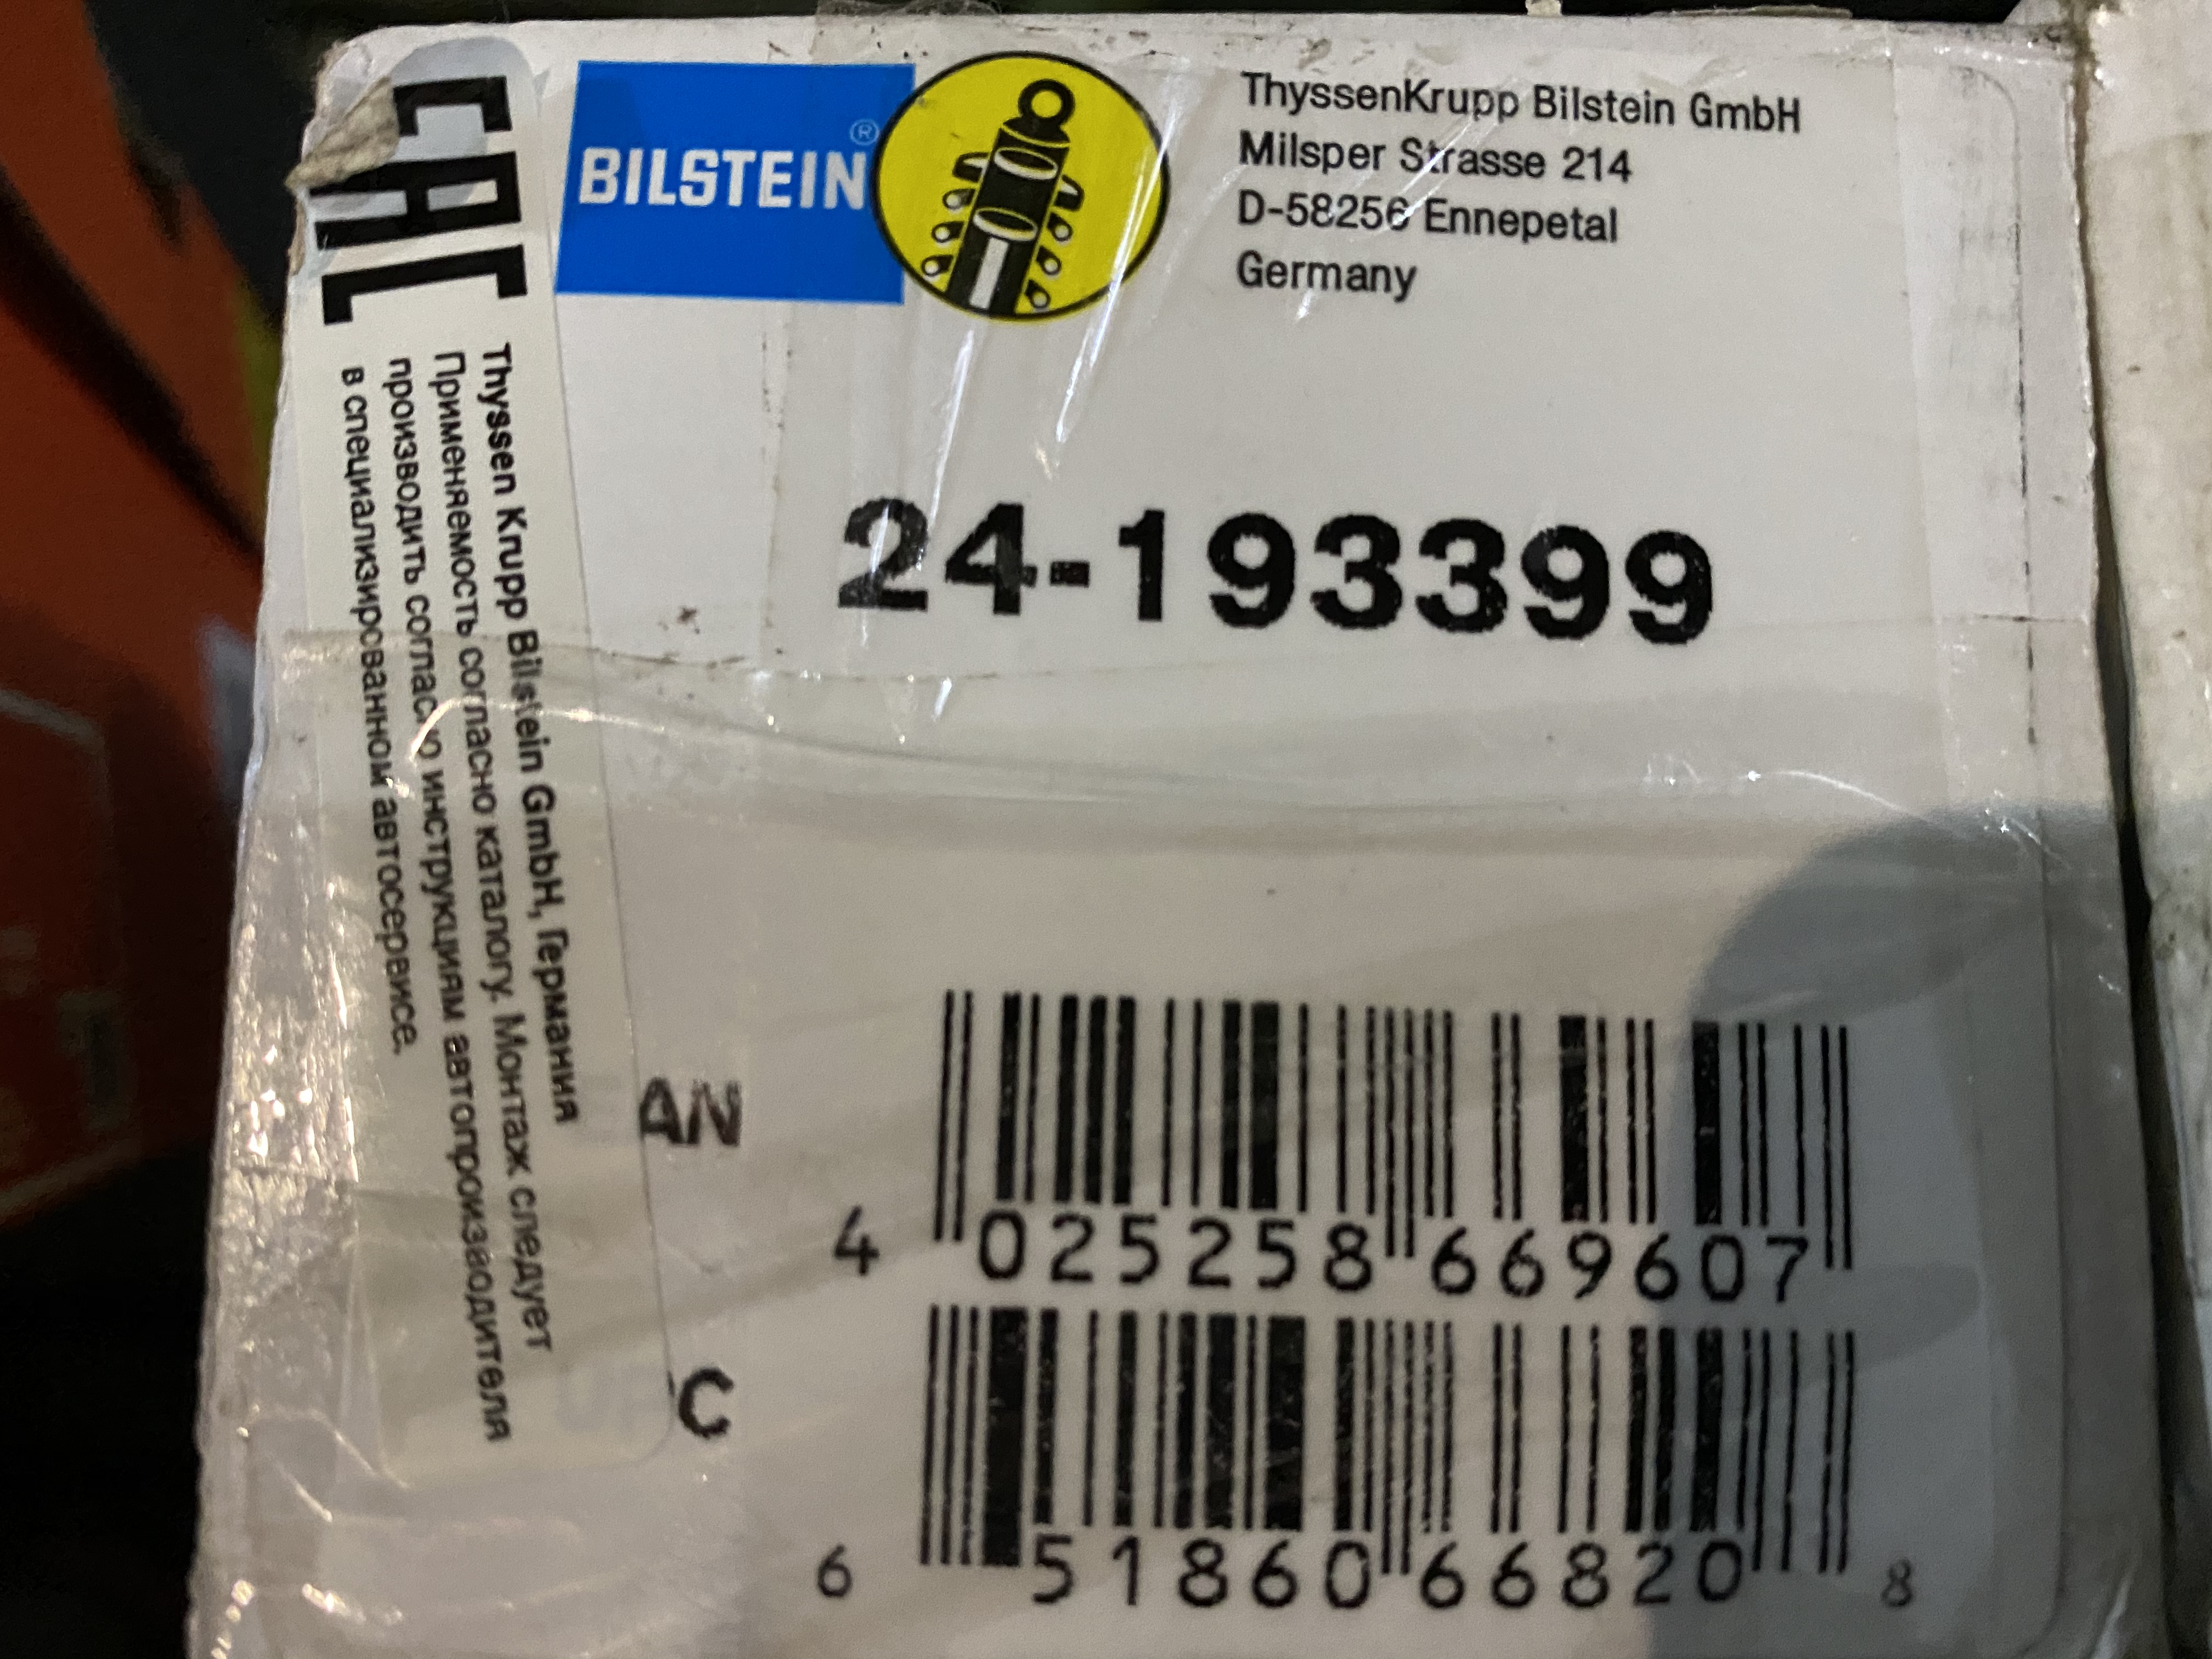 BILSTEIN®
ThyssenKrupp Bilstein GmbH
Milsper Strasse 214
D-58256 Ennepetal
Germany
24-193399
EAC
Thyssen Krupp Bilstein GmbH, Германия
Применяемость согласно каталогу. Монтаж следует
производить согласно инструкциям автопроизводителя
в специализированном автосервисе.
AN
4 025258 669607
C
6 51860 66820 8